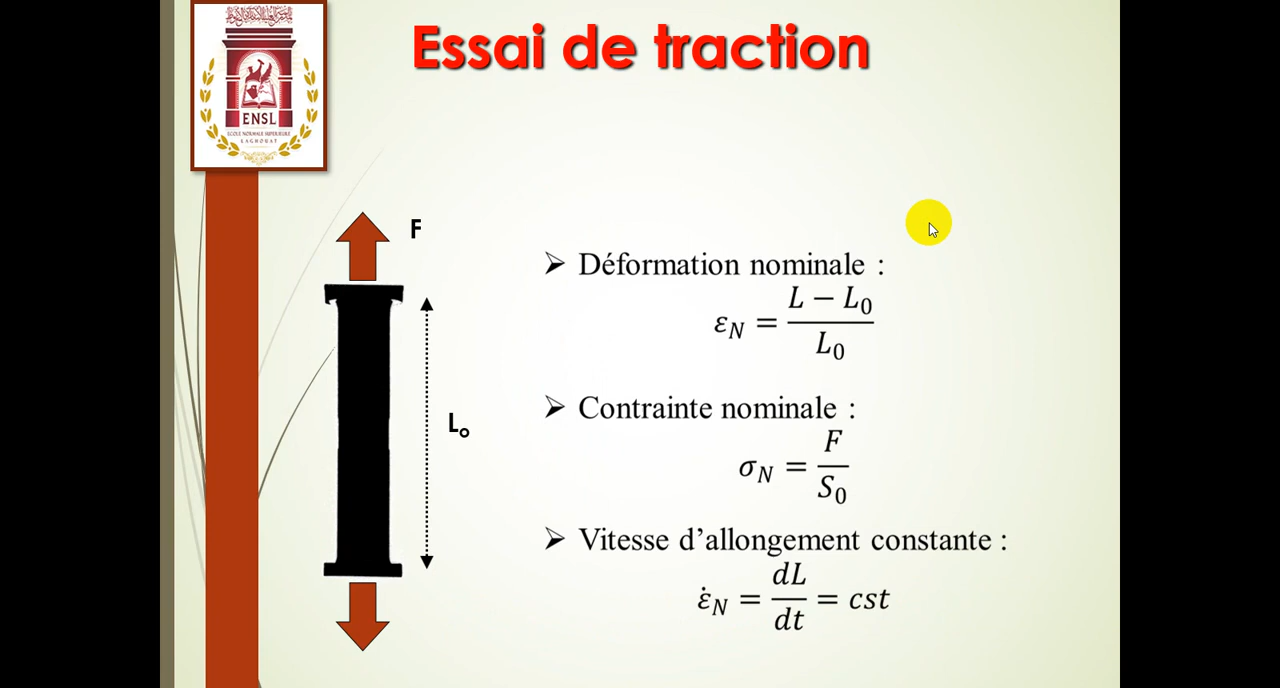 Essai de traction
ENSL
ECOLE NORMALE SUPERIEURE
LAGHOUAT
F
L₀
➢ Déformation nominale :
ε_N = (L − L₀) / L₀
➢ Contrainte nominale :
σ_N = F / S₀
➢ Vitesse d’allongement constante :
ε̇_N = dL / dt = cst